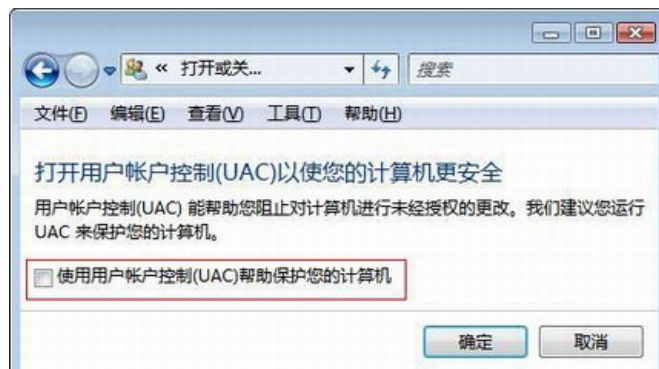 « 打开或关...
搜索
文件(F) 编辑(E) 查看(V) 工具(T) 帮助(H)
打开用户帐户控制(UAC)以使您的计算机更安全
用户帐户控制(UAC) 能帮助您阻止对计算机进行未经授权的更改。我们建议您运行
UAC 来保护您的计算机。
使用用户帐户控制(UAC)帮助保护您的计算机
确定 取消